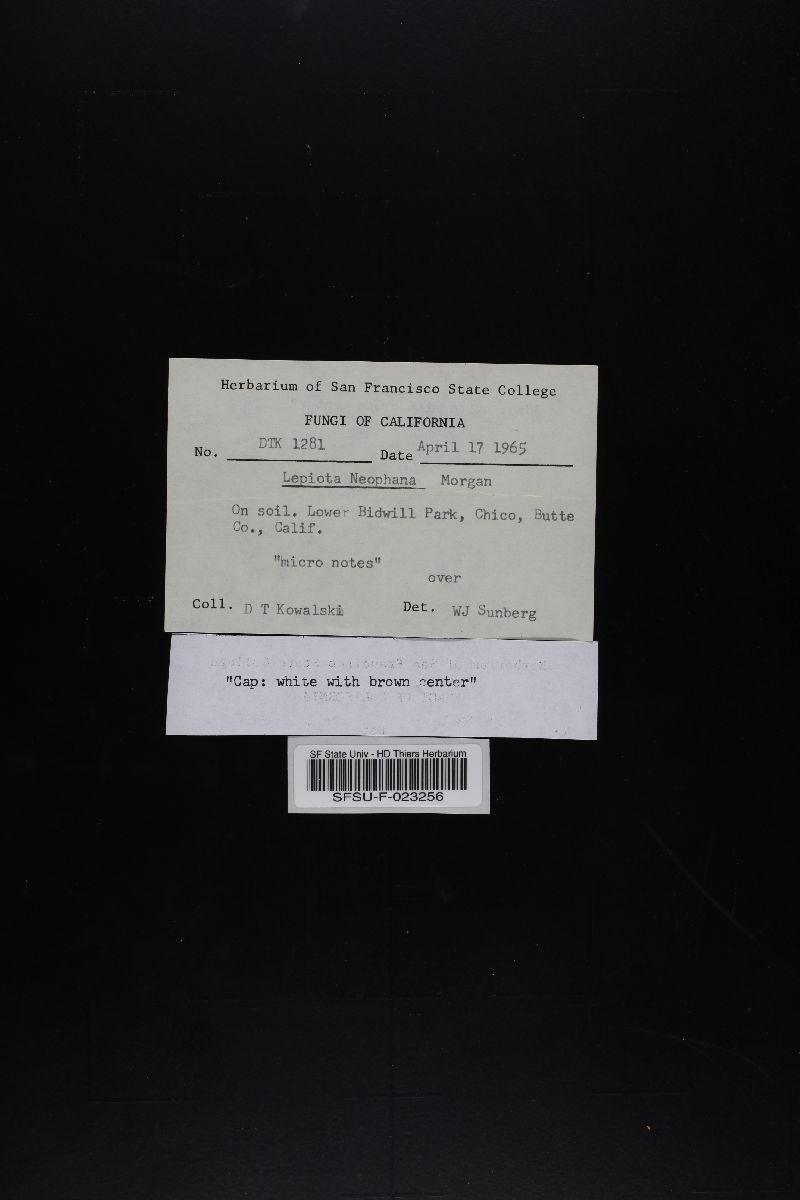 Herbarium of San Francisco State College
FUNGI OF CALIFORNIA
No. DTK 1281 Date April 17 1965
Lepiota Neophana Morgan
On soil. Lower Bidwill Park, Chico, Butte
Co., Calif.
"micro notes"
over
Coll. D T Kowalski Det. WJ Sunberg
"Cap: white with brown center"
SF State Univ - HD Thiers Herbarium
SFSU-F-023256